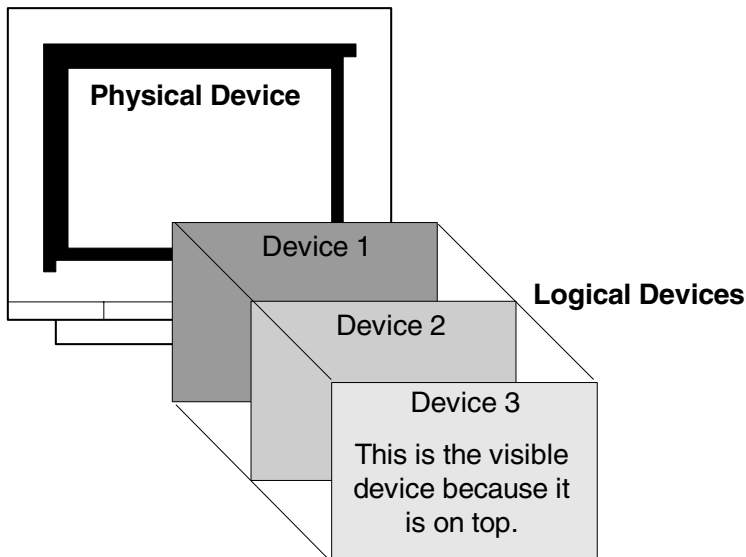 Physical Device
Device 1
Logical Devices
Device 2
Device 3
This is the visible
device because it
is on top.